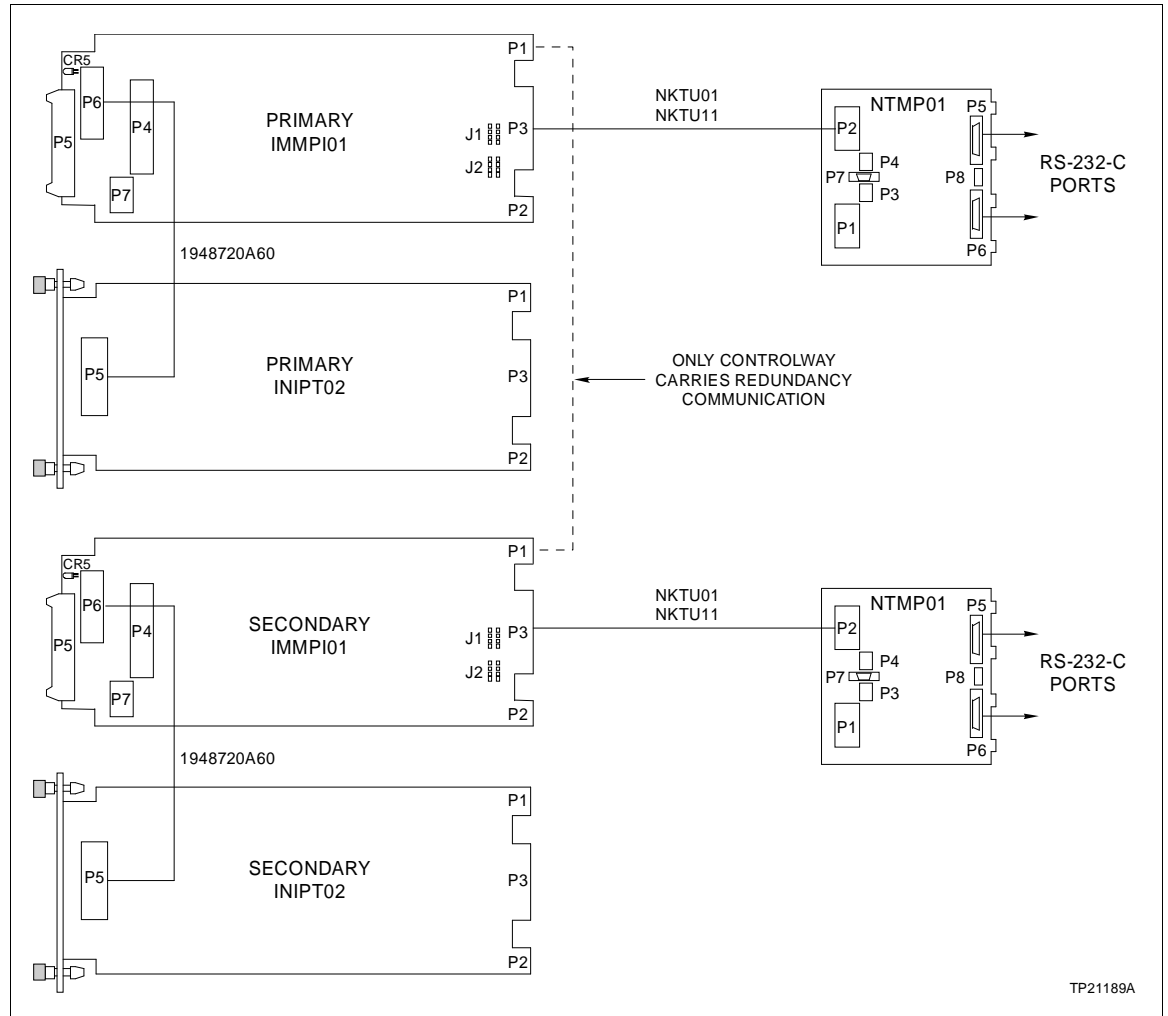 CR5
P6
P4
P5
P7
PRIMARY
IMMPI01
J1
J2
P1
P3
P2
NKTU01
NKTU11
NTMP01
P2
P4
P7
P3
P1
P5
P8
P6
RS-232-C
PORTS
1948720A60
P5
PRIMARY
INIPT02
P1
P3
P2
ONLY CONTROLWAY
CARRIES REDUNDANCY
COMMUNICATION
CR5
P6
P4
P5
P7
SECONDARY
IMMPI01
J1
J2
P1
P3
P2
NKTU01
NKTU11
NTMP01
P2
P4
P7
P3
P1
P5
P8
P6
RS-232-C
PORTS
1948720A60
P5
SECONDARY
INIPT02
P1
P3
P2
TP21189A